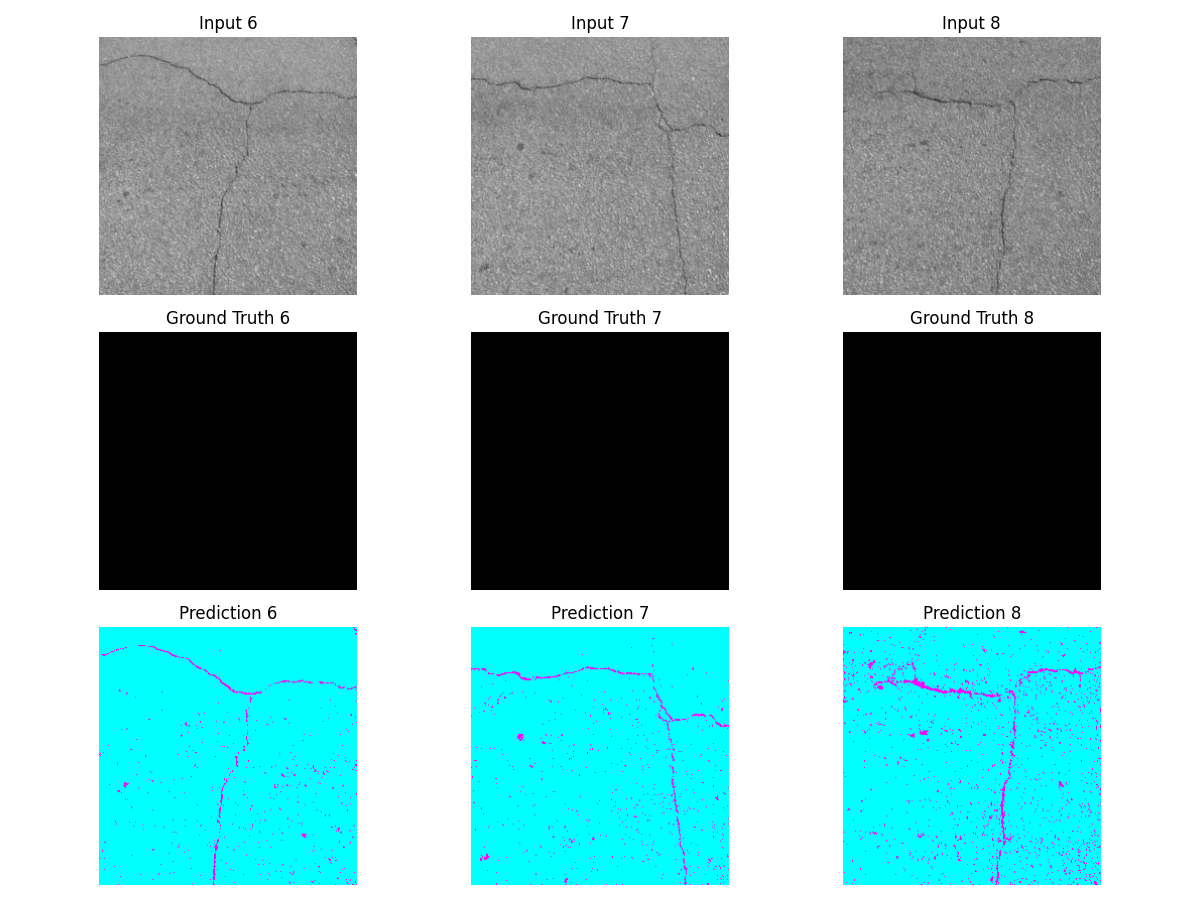 Input 6
Input 7
Input 8
Ground Truth 6
Ground Truth 7
Ground Truth 8
Prediction 6
Prediction 7
Prediction 8